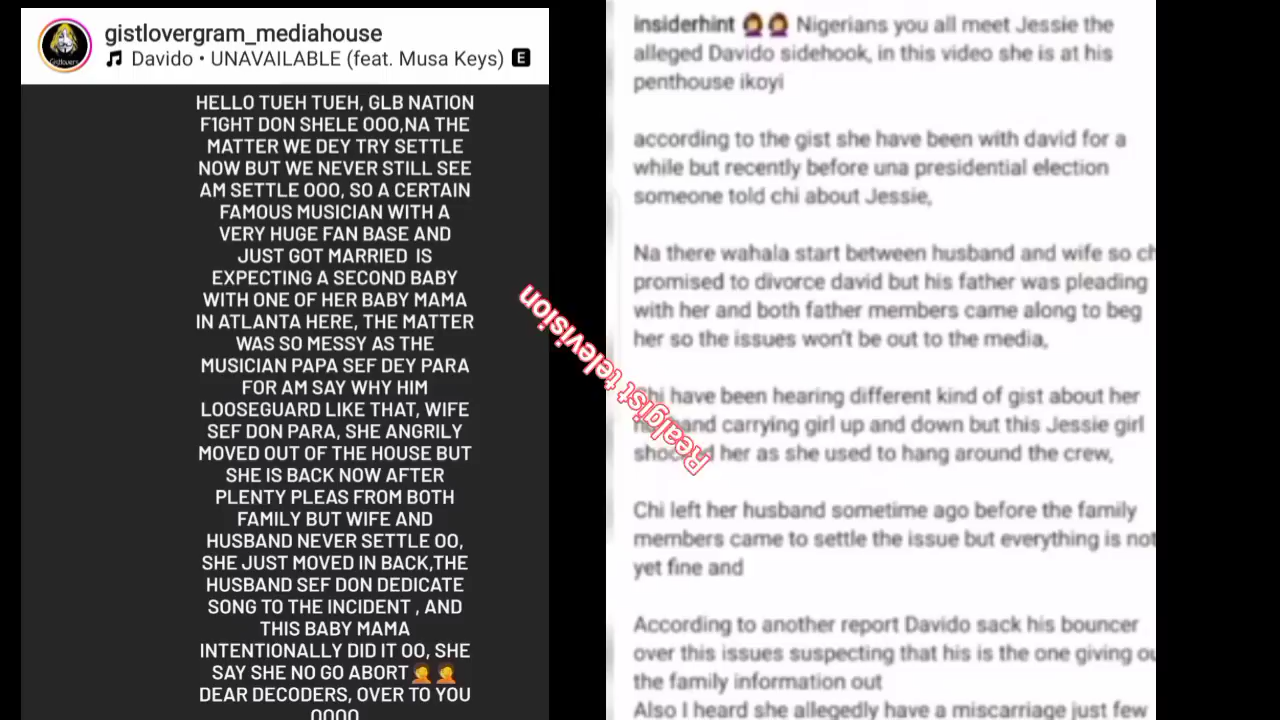 gistlovergram_mediahouse
Davido • UNAVAILABLE (feat. Musa Keys) E
HELLO TUEH TUEH, GLB NATION
F1GHT DON SHELE OOO,NA THE
MATTER WE DEY TRY SETTLE
NOW BUT WE NEVER STILL SEE
AM SETTLE OOO, SO A CERTAIN
FAMOUS MUSICIAN WITH A
VERY HUGE FAN BASE AND
JUST GOT MARRIED IS
EXPECTING A SECOND BABY
WITH ONE OF HER BABY MAMA
IN ATLANTA HERE, THE MATTER
WAS SO MESSY AS THE
MUSICIAN PAPA SEF DEY PARA
FOR AM SAY WHY HIM
LOOSEGUARD LIKE THAT, WIFE
SEF DON PARA, SHE ANGRILY
MOVED OUT OF THE HOUSE BUT
SHE IS BACK NOW AFTER
PLENTY PLEAS FROM BOTH
FAMILY BUT WIFE AND
HUSBAND NEVER SETTLE OO,
SHE JUST MOVED IN BACK,THE
HUSBAND SEF DON DEDICATE
SONG TO THE INCIDENT , AND
THIS BABY MAMA
INTENTIONALLY DID IT OO, SHE
SAY SHE NO GO ABORT🤦🤦
DEAR DECODERS, OVER TO YOU
OOOO
Realgist television
insiderhint 🤦🤦 Nigerians you all meet Jessie the
alleged Davido sidehook, in this video she is at his
penthouse ikoyi
according to the gist she have been with david for a
while but recently before una presidential election
someone told chi about Jessie,
Na there wahala start between husband and wife so ch
promised to divorce david but his father was pleading
with her and both father members came along to beg
her so the issues won't be out to the media,
Chi have been hearing different kind of gist about her
and carrying girl up and down but this Jessie girl
her as she used to hang around the crew,
Chi left her husband sometime ago before the family
members came to settle the issue but everything is not
yet fine and
According to another report Davido sack his bouncer
over this issues suspecting that his is the one giving ou
the family information out
Also I heard she allegedly have a miscarriage just few